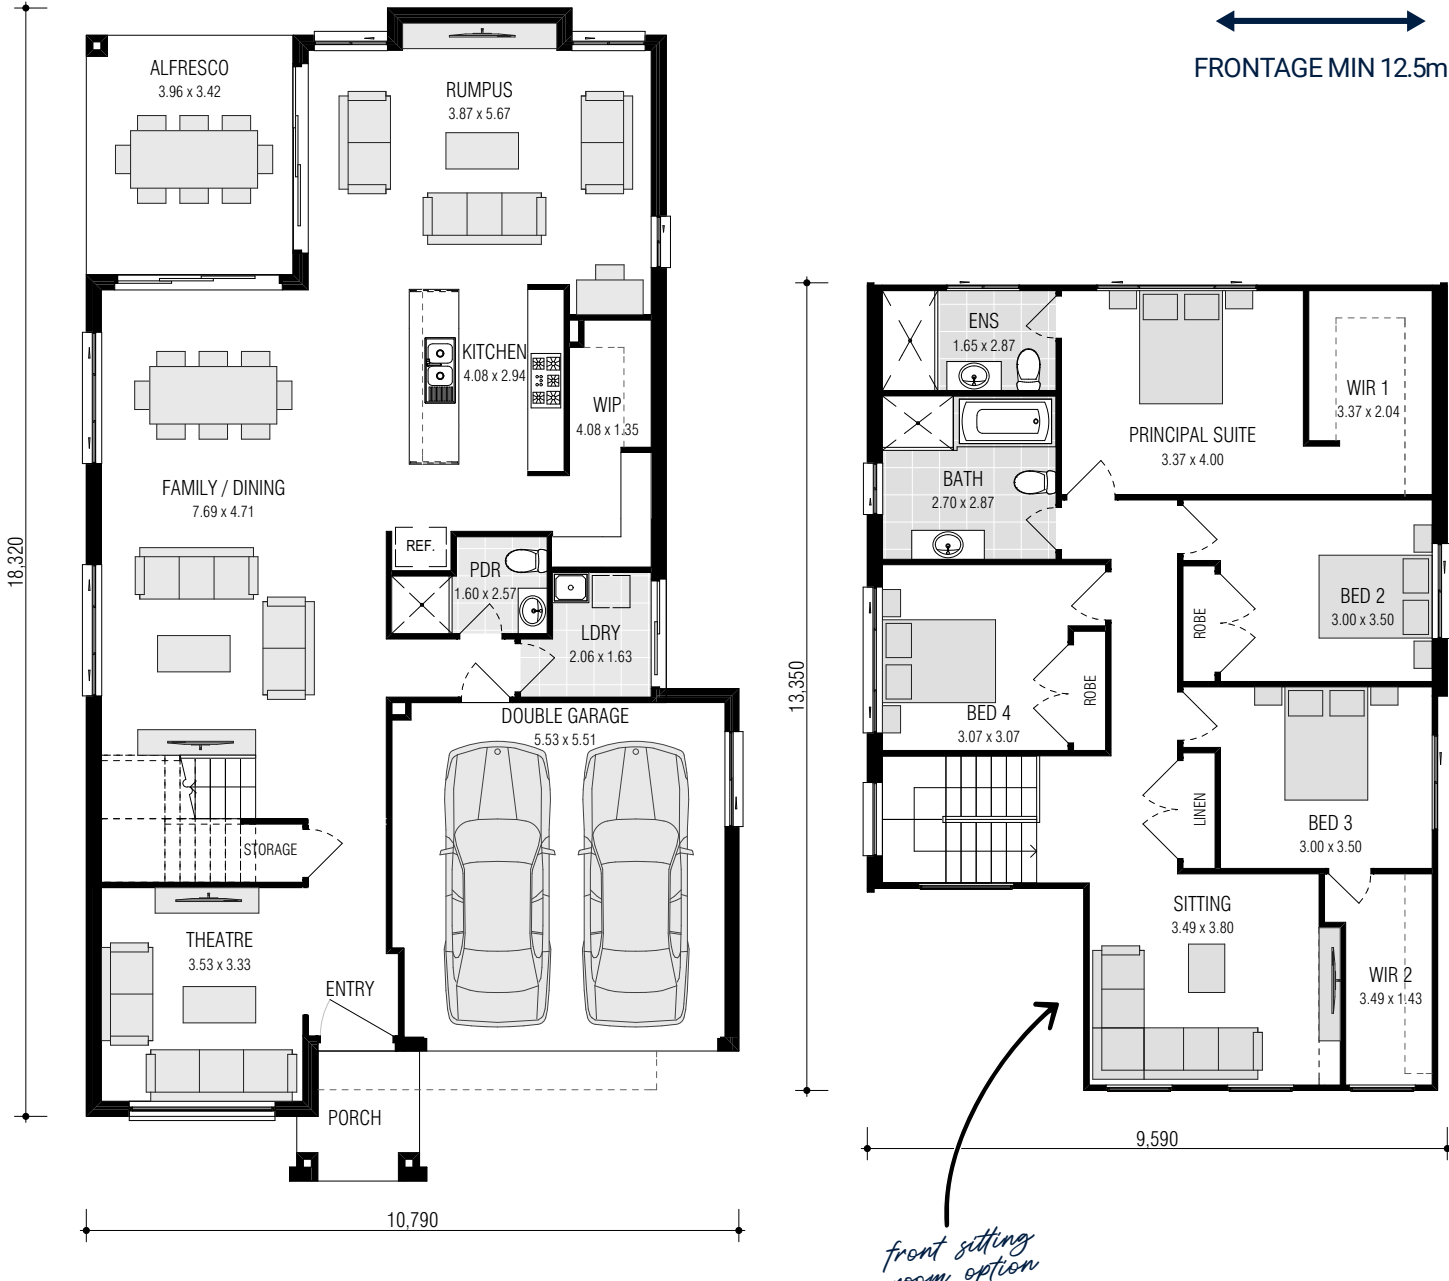 FRONTAGE MIN 12.5m
ALFRESCO
3.96 x 3.42
RUMPUS
3.87 x 5.67
KITCHEN
4.08 x 2.94
WIP
4.08 x 1.35
FAMILY / DINING
7.69 x 4.71
REF.
PDR
1.60 x 2.57
LDRY
2.06 x 1.63
DOUBLE GARAGE
5.53 x 5.51
STORAGE
THEATRE
3.53 x 3.33
ENTRY
PORCH
18,320
10,790
ENS
1.65 x 2.87
WIR 1
3.37 x 2.04
PRINCIPAL SUITE
3.37 x 4.00
BATH
2.70 x 2.87
BED 2
3.00 x 3.50
ROBE
BED 4
3.07 x 3.07
ROBE
LINEN
BED 3
3.00 x 3.50
SITTING
3.49 x 3.80
WIR 2
3.49 x 1.43
13,350
9,590
front sitting
room option